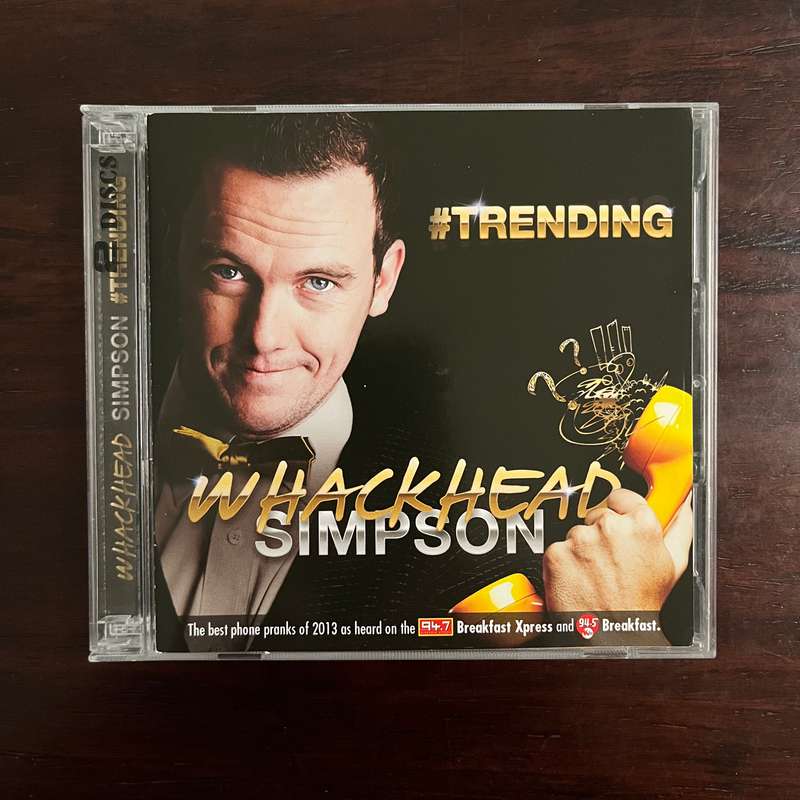 #TRENDING
WHACKHEAD
SIMPSON
The best phone pranks of 2013 as heard on the 94.7 Breakfast Xpress and 94.5 Breakfast.
WHACKHEAD SIMPSON #TRENDING
2 DISCS